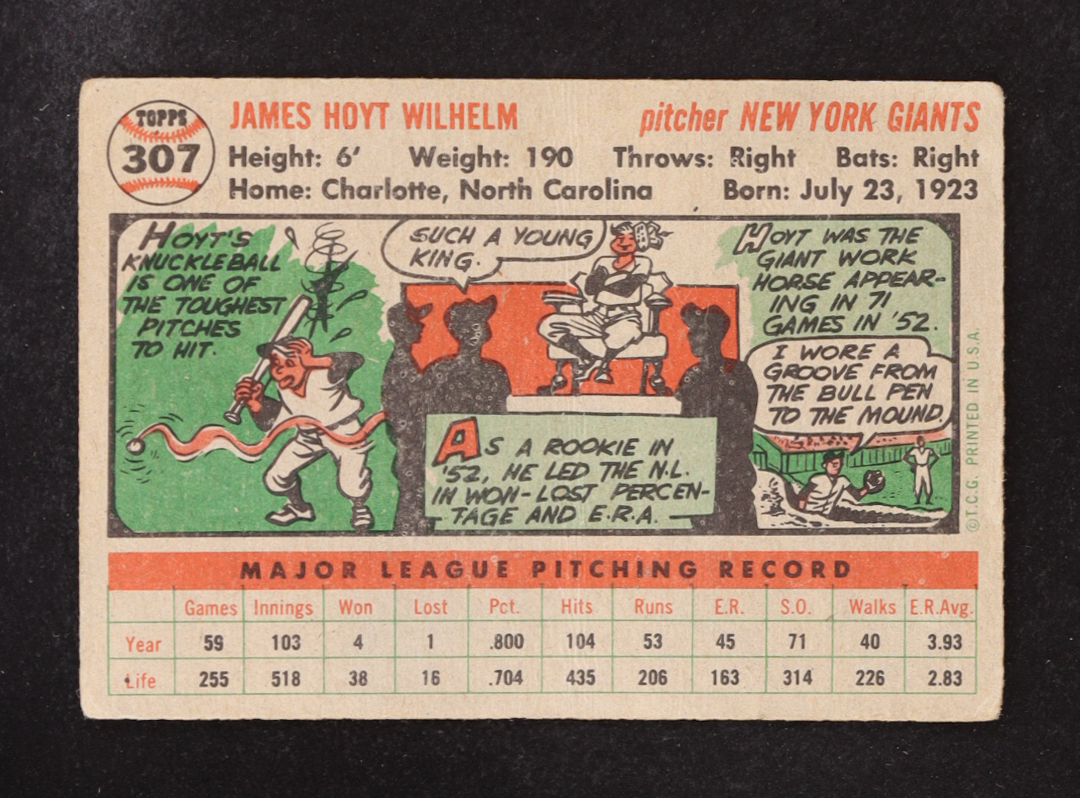 TOPPS
307
JAMES HOYT WILHELM
pitcher NEW YORK GIANTS
Height: 6' Weight: 190 Throws: Right Bats: Right
Home: Charlotte, North Carolina Born: July 23, 1923
HOYT'S
KNUCKLEBALL
IS ONE OF
THE TOUGHEST
PITCHES
TO HIT.
SUCH A YOUNG
KING.
AS A ROOKIE IN
'52, HE LED THE N.L.
IN WON-LOST PERCEN-
TAGE AND E.R.A.
HOYT WAS THE
GIANT WORK
HORSE APPEAR-
ING IN 71
GAMES IN '52.
I WORE A
GROOVE FROM
THE BULL PEN
TO THE MOUND.
©T.C.G. PRINTED IN U.S.A.
MAJOR LEAGUE PITCHING RECORD
Games Innings Won Lost Pct. Hits Runs E.R. S.O. Walks E.R.Avg.
Year 59 103 4 1 .800 104 53 45 71 40 3.93
Life 255 518 38 16 .704 435 206 163 314 226 2.83